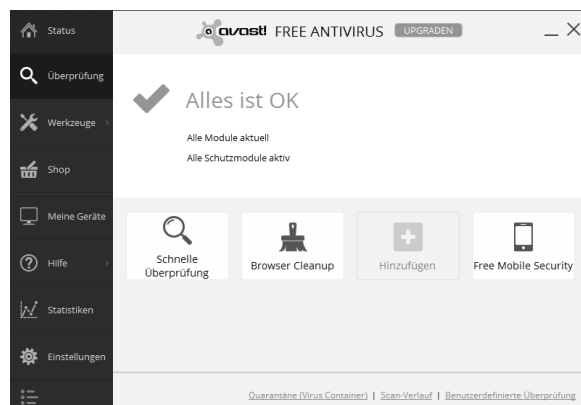 Status
Überprüfung
Werkzeuge
Shop
Meine Geräte
Hilfe
Statistiken
Einstellungen
avast! FREE ANTIVIRUS UPGRADEN
Alles ist OK
Alle Module aktuell
Alle Schutzmodule aktiv
Schnelle
Überprüfung
Browser Cleanup
Hinzufügen
Free Mobile Security
Quarantäne (Virus Container) | Scan-Verlauf | Benutzerdefinierte Überprüfung